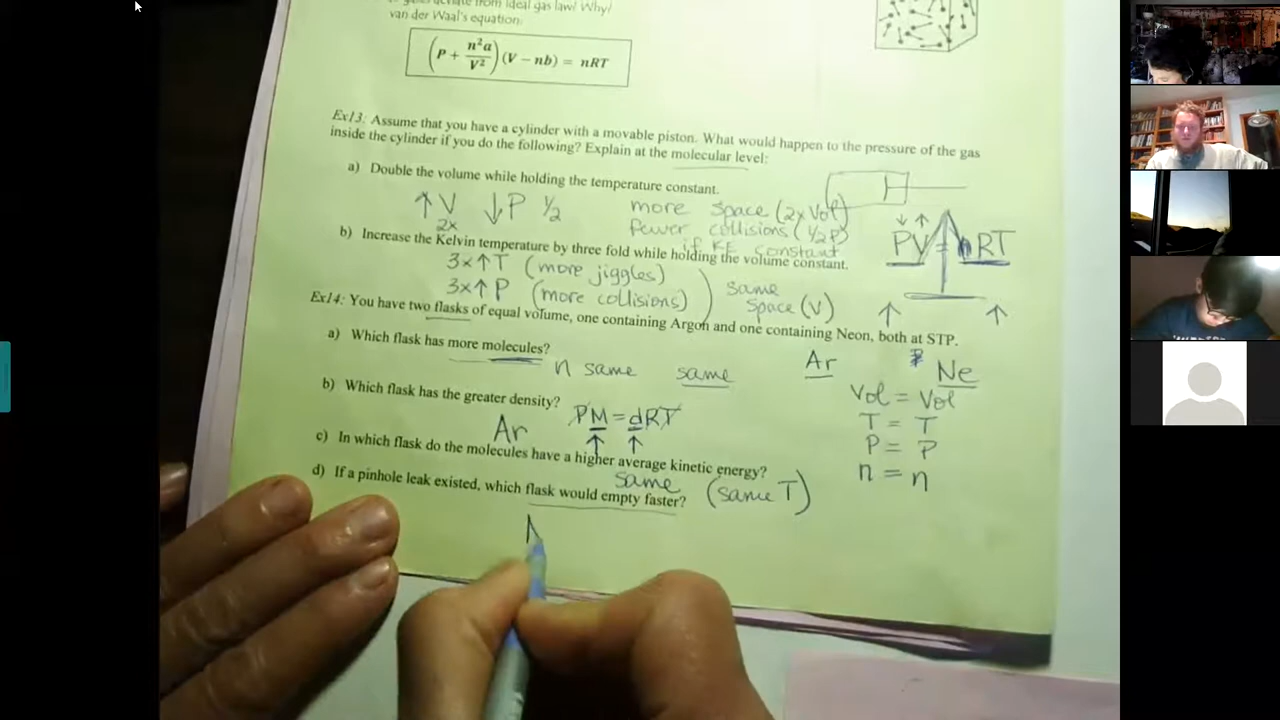 from ideal gas law? Why?
van der Waal's equation:
(P + n²a/V²) (V − nb) = nRT
Ex13: Assume that you have a cylinder with a movable piston. What would happen to the pressure of the gas
inside the cylinder if you do the following? Explain at the molecular level:
a) Double the volume while holding the temperature constant.
↑V ↓P ½
2x
more space (2x Vol)
fewer collisions (½P)
if KE constant
↓ ↑
PV = nRT
↑ ↑
b) Increase the Kelvin temperature by three fold while holding the volume constant.
3x↑T (more jiggles)
3x↑P (more collisions)
same
space (V)
Ex14: You have two flasks of equal volume, one containing Argon and one containing Neon, both at STP.
a) Which flask has more molecules?
n same same
Ar Ne
Vol = Vol
T = T
P = P
n = n
b) Which flask has the greater density?
Ar PM = dRT
↑ ↑
c) In which flask do the molecules have a higher average kinetic energy?
same (same T)
d) If a pinhole leak existed, which flask would empty faster?